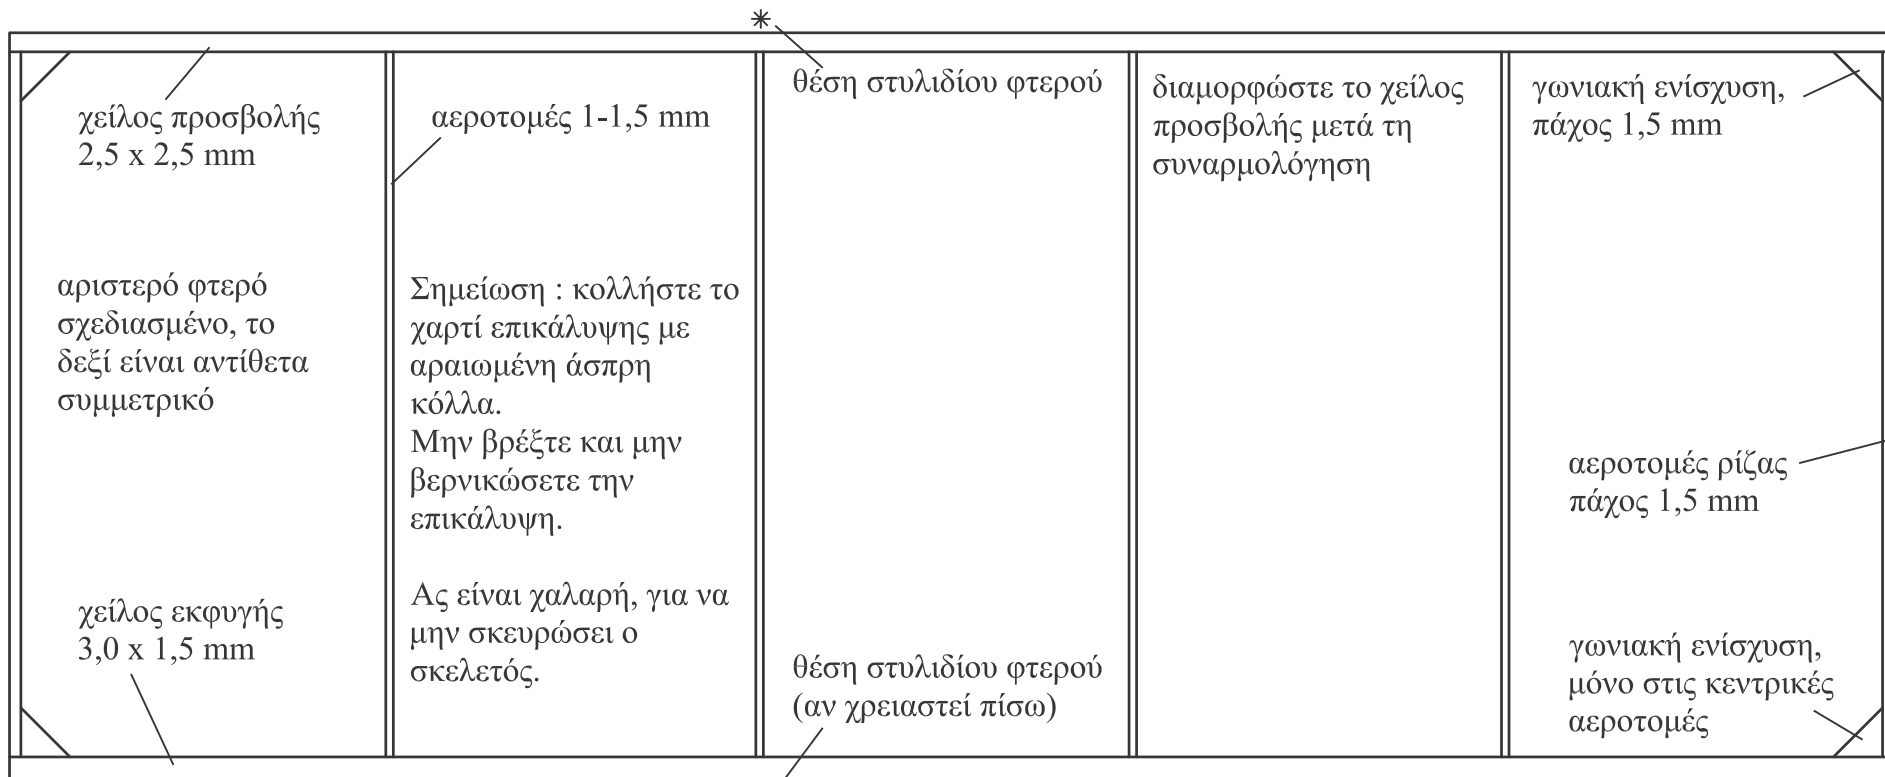 χείλος προσβολής
2,5 x 2,5 mm
αεροτομές 1-1,5 mm
θέση στυλιδίου φτερού
διαμορφώστε το χείλος
προσβολής μετά τη
συναρμολόγηση
γωνιακή ενίσχυση,
πάχος 1,5 mm
αριστερό φτερό
σχεδιασμένο, το
δεξί είναι αντίθετα
συμμετρικό
Σημείωση : κολλήστε το
χαρτί επικάλυψης με
αραιωμένη άσπρη
κόλλα.
Μην βρέξτε και μην
βερνικώσετε την
επικάλυψη.
Ας είναι χαλαρή, για να
μην σκευρώσει ο
σκελετός.
αεροτομές ρίζας
πάχος 1,5 mm
χείλος εκφυγής
3,0 x 1,5 mm
θέση στυλιδίου φτερού
(αν χρειαστεί πίσω)
γωνιακή ενίσχυση,
μόνο στις κεντρικές
αεροτομές